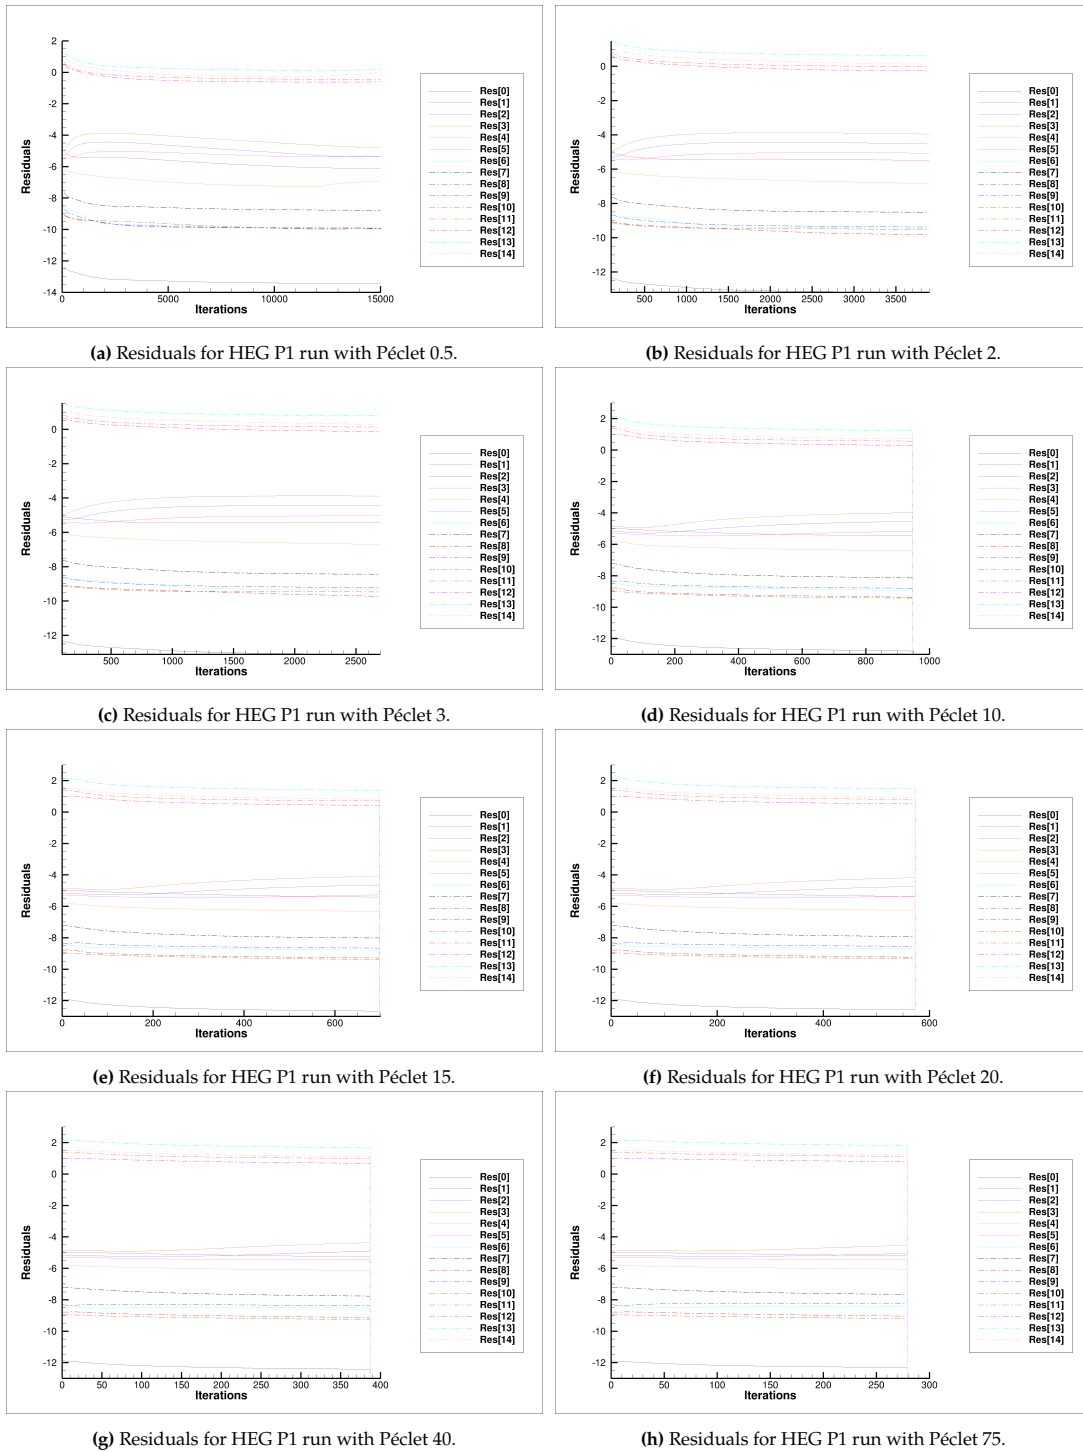 2
0
-2
-4
-6
-8
-10
-12
-14
Residuals
0 5000 10000 15000
Iterations
Res[0]
Res[1]
Res[2]
Res[3]
Res[4]
Res[5]
Res[6]
Res[7]
Res[8]
Res[9]
Res[10]
Res[11]
Res[12]
Res[13]
Res[14]
(a) Residuals for HEG P1 run with Péclet 0.5.
0
-2
-4
-6
-8
-10
-12
Residuals
500 1000 1500 2000 2500 3000 3500
Iterations
Res[0]
Res[1]
Res[2]
Res[3]
Res[4]
Res[5]
Res[6]
Res[7]
Res[8]
Res[9]
Res[10]
Res[11]
Res[12]
Res[13]
Res[14]
(b) Residuals for HEG P1 run with Péclet 2.
0
-2
-4
-6
-8
-10
-12
Residuals
500 1000 1500 2000 2500
Iterations
Res[0]
Res[1]
Res[2]
Res[3]
Res[4]
Res[5]
Res[6]
Res[7]
Res[8]
Res[9]
Res[10]
Res[11]
Res[12]
Res[13]
Res[14]
(c) Residuals for HEG P1 run with Péclet 3.
2
0
-2
-4
-6
-8
-10
-12
Residuals
0 200 400 600 800 1000
Iterations
Res[0]
Res[1]
Res[2]
Res[3]
Res[4]
Res[5]
Res[6]
Res[7]
Res[8]
Res[9]
Res[10]
Res[11]
Res[12]
Res[13]
Res[14]
(d) Residuals for HEG P1 run with Péclet 10.
2
0
-2
-4
-6
-8
-10
-12
Residuals
0 200 400 600
Iterations
Res[0]
Res[1]
Res[2]
Res[3]
Res[4]
Res[5]
Res[6]
Res[7]
Res[8]
Res[9]
Res[10]
Res[11]
Res[12]
Res[13]
Res[14]
(e) Residuals for HEG P1 run with Péclet 15.
2
0
-2
-4
-6
-8
-10
-12
Residuals
0 200 400 600
Iterations
Res[0]
Res[1]
Res[2]
Res[3]
Res[4]
Res[5]
Res[6]
Res[7]
Res[8]
Res[9]
Res[10]
Res[11]
Res[12]
Res[13]
Res[14]
(f) Residuals for HEG P1 run with Péclet 20.
2
0
-2
-4
-6
-8
-10
-12
Residuals
0 50 100 150 200 250 300 350 400
Iterations
Res[0]
Res[1]
Res[2]
Res[3]
Res[4]
Res[5]
Res[6]
Res[7]
Res[8]
Res[9]
Res[10]
Res[11]
Res[12]
Res[13]
Res[14]
(g) Residuals for HEG P1 run with Péclet 40.
2
0
-2
-4
-6
-8
-10
-12
Residuals
0 50 100 150 200 250 300
Iterations
Res[0]
Res[1]
Res[2]
Res[3]
Res[4]
Res[5]
Res[6]
Res[7]
Res[8]
Res[9]
Res[10]
Res[11]
Res[12]
Res[13]
Res[14]
(h) Residuals for HEG P1 run with Péclet 75.